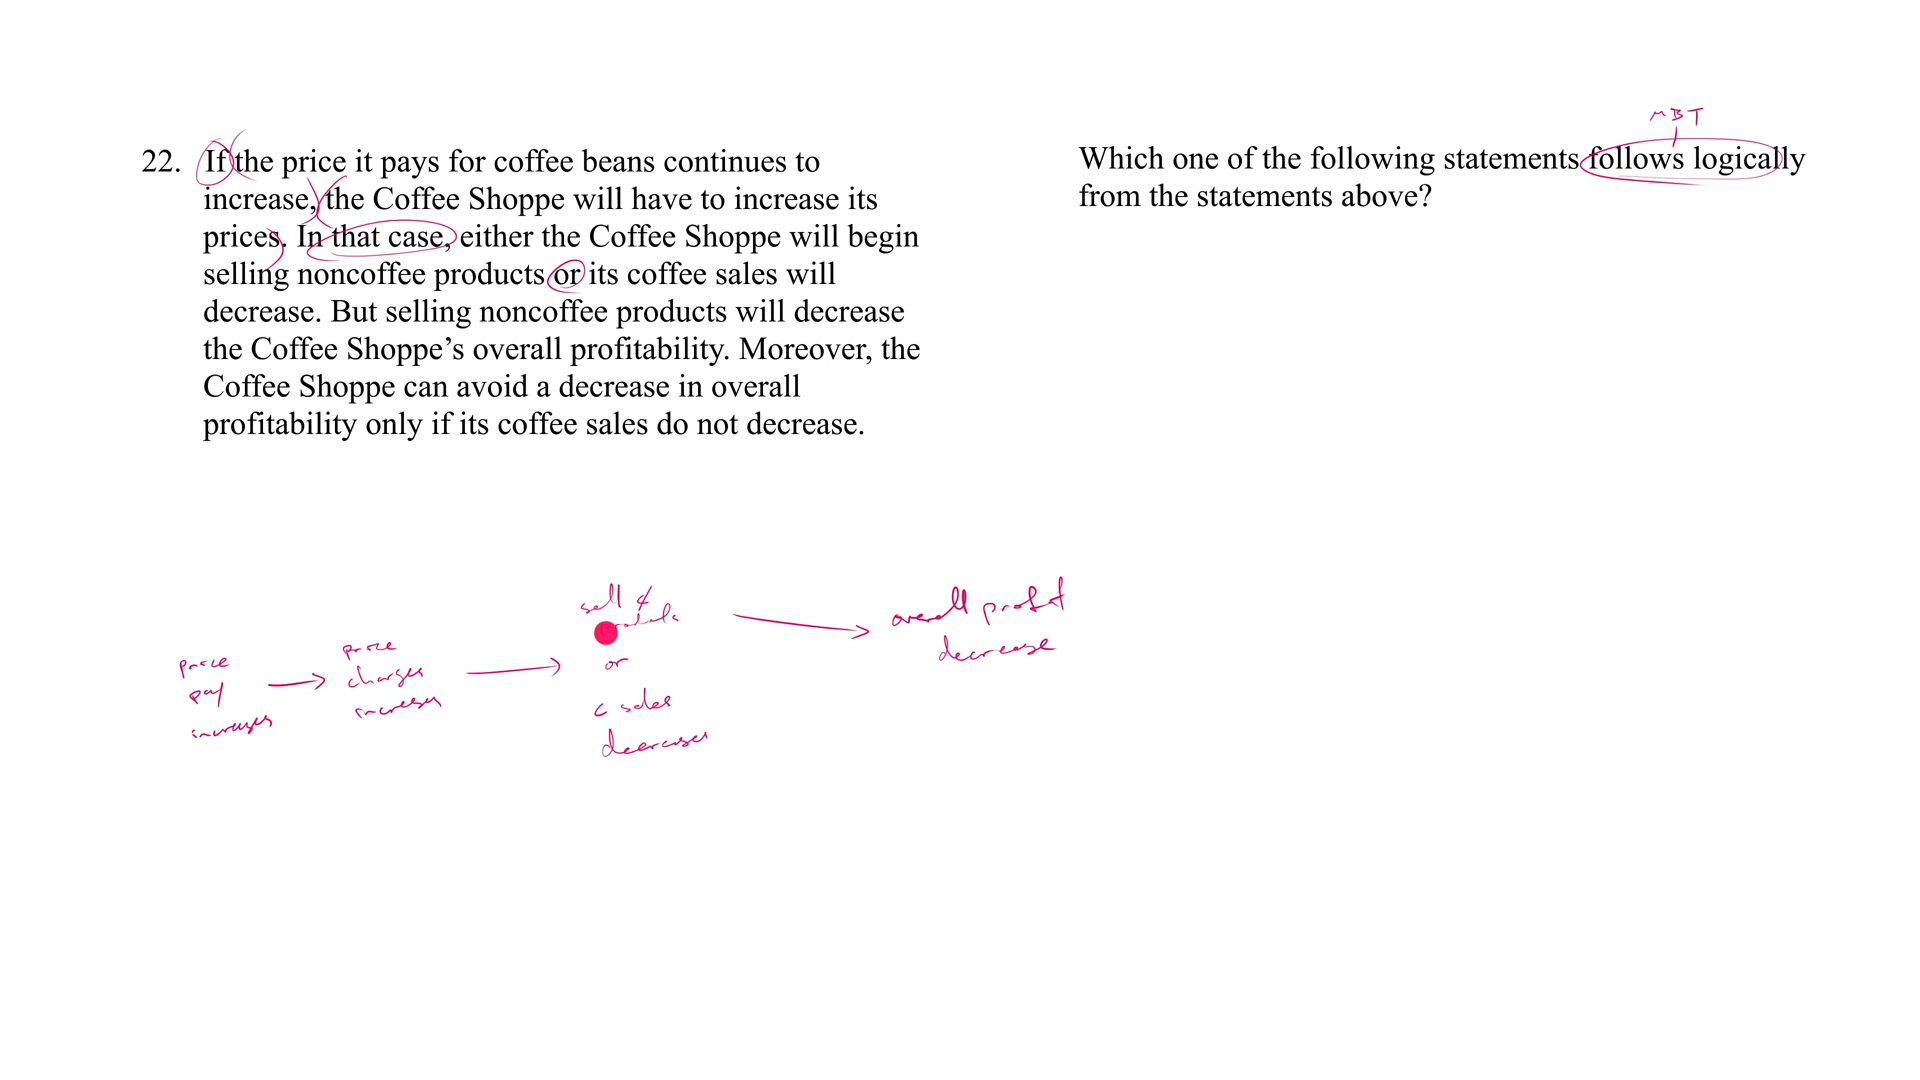 22. If the price it pays for coffee beans continues to
increase, the Coffee Shoppe will have to increase its
prices. In that case, either the Coffee Shoppe will begin
selling noncoffee products or its coffee sales will
decrease. But selling noncoffee products will decrease
the Coffee Shoppe’s overall profitability. Moreover, the
Coffee Shoppe can avoid a decrease in overall
profitability only if its coffee sales do not decrease.
MBT
Which one of the following statements follows logically
from the statements above?
price
pay
increases
price
charges
increases
sell
or
c sales
decreases
overall profit
decrease